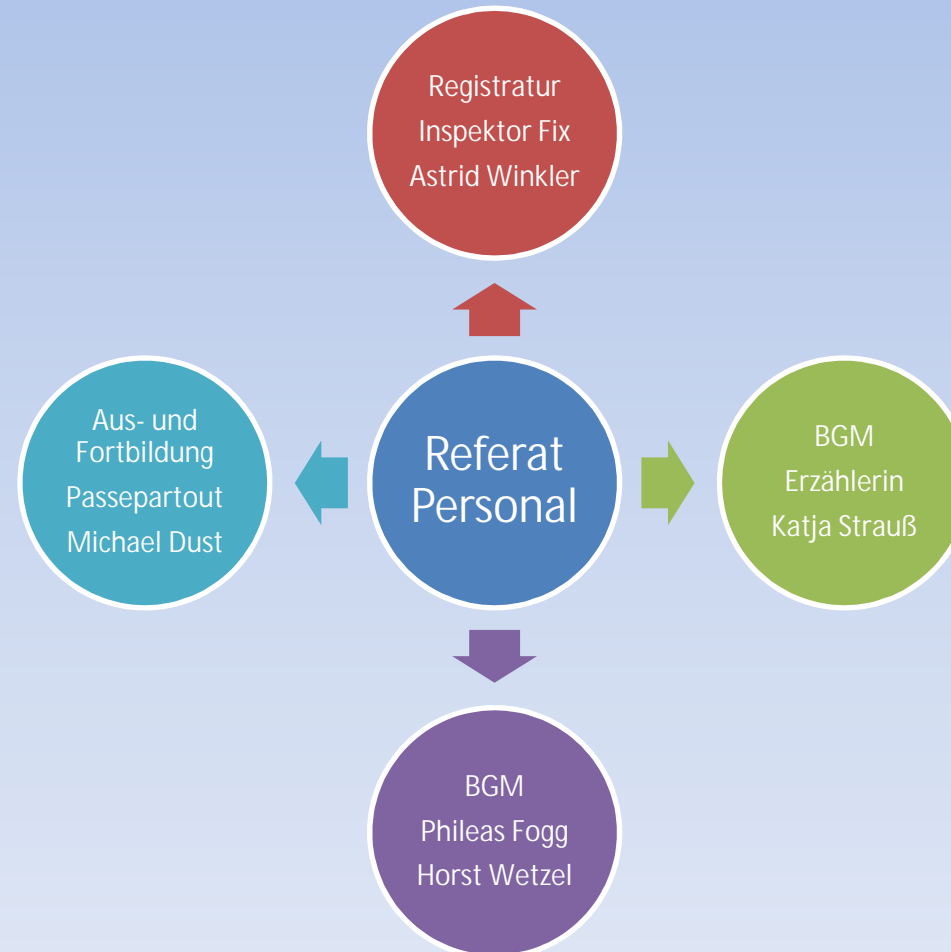 Registratur
Inspektor Fix
Astrid Winkler
Aus- und
Fortbildung
Passepartout
Michael Dust
Referat
Personal
BGM
Erzählerin
Katja Strauß
BGM
Phileas Fogg
Horst Wetzel